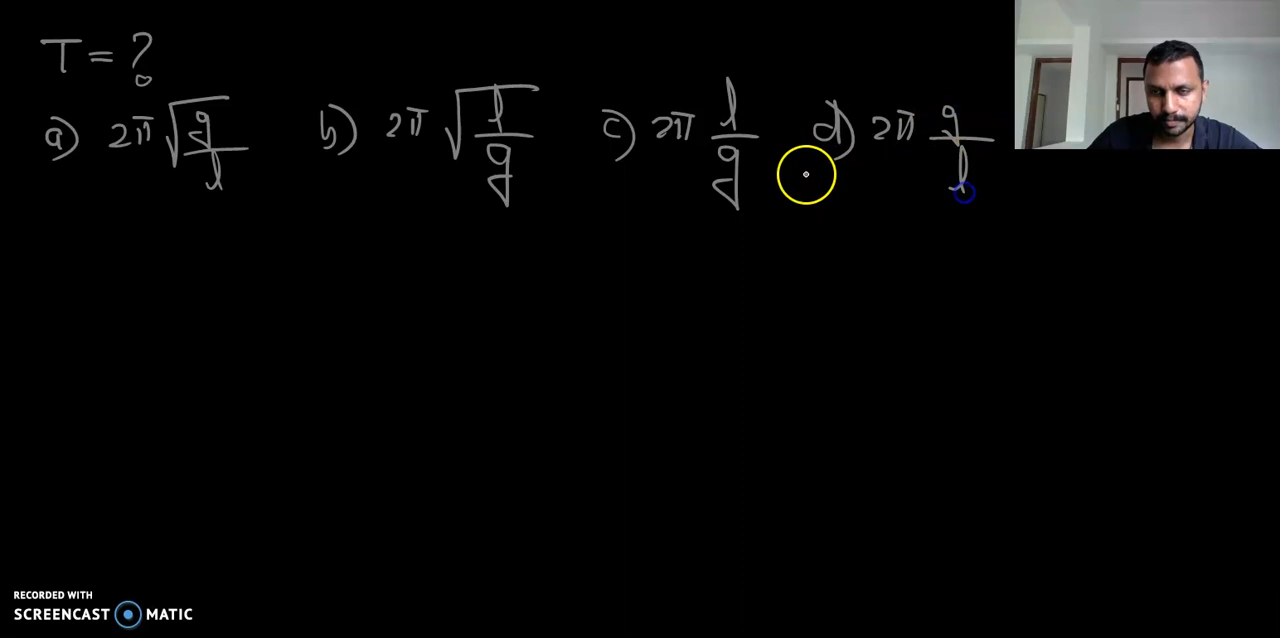 T = ?
a) 2π √(g/l) b) 2π √(l/g) c) 2π l/g d) 2π g/l
RECORDED WITH
SCREENCAST MATIC